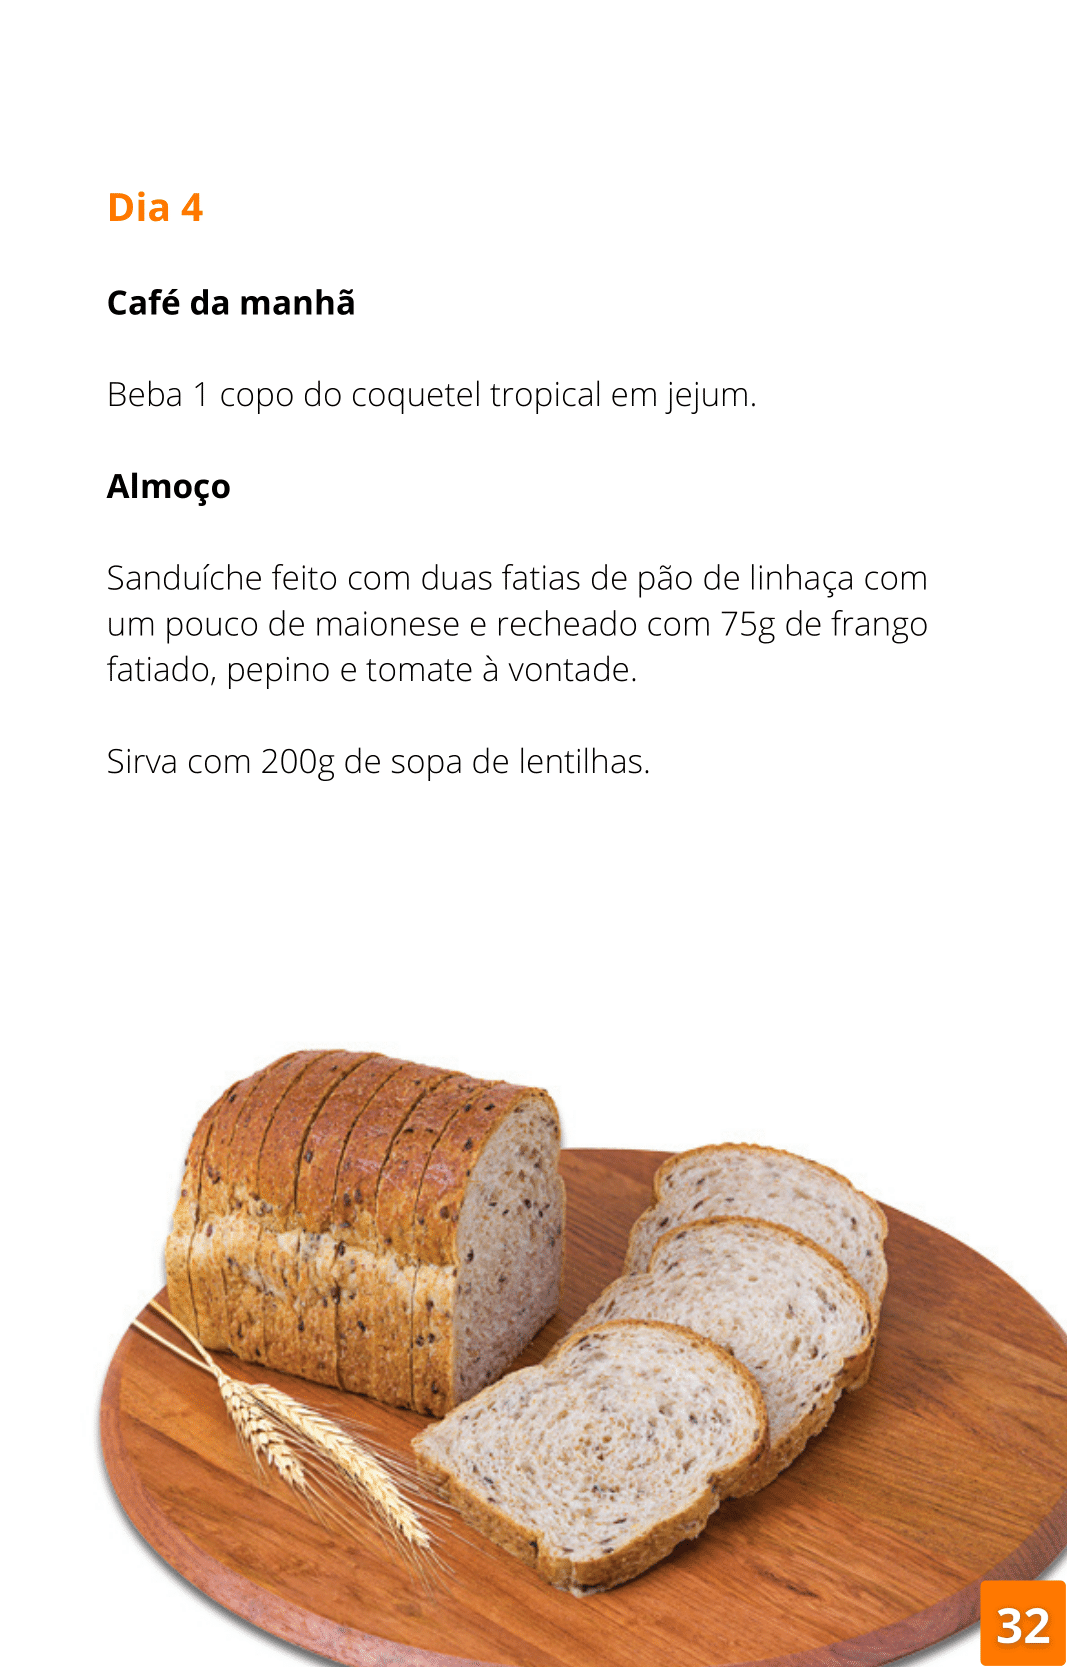 Dia 4
Café da manhã
Beba 1 copo do coquetel tropical em jejum.
Almoço
Sanduíche feito com duas fatias de pão de linhaça com
um pouco de maionese e recheado com 75g de frango
fatiado, pepino e tomate à vontade.
Sirva com 200g de sopa de lentilhas.
32